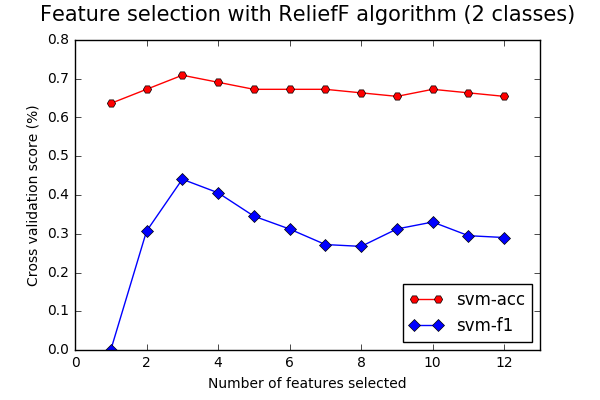 Feature selection with ReliefF algorithm (2 classes)
0.8
0.7
0.6
0.5
0.4
0.3
0.2
0.1
0.0
Cross validation score (%)
svm-acc
svm-f1
0 2 4 6 8 10 12
Number of features selected